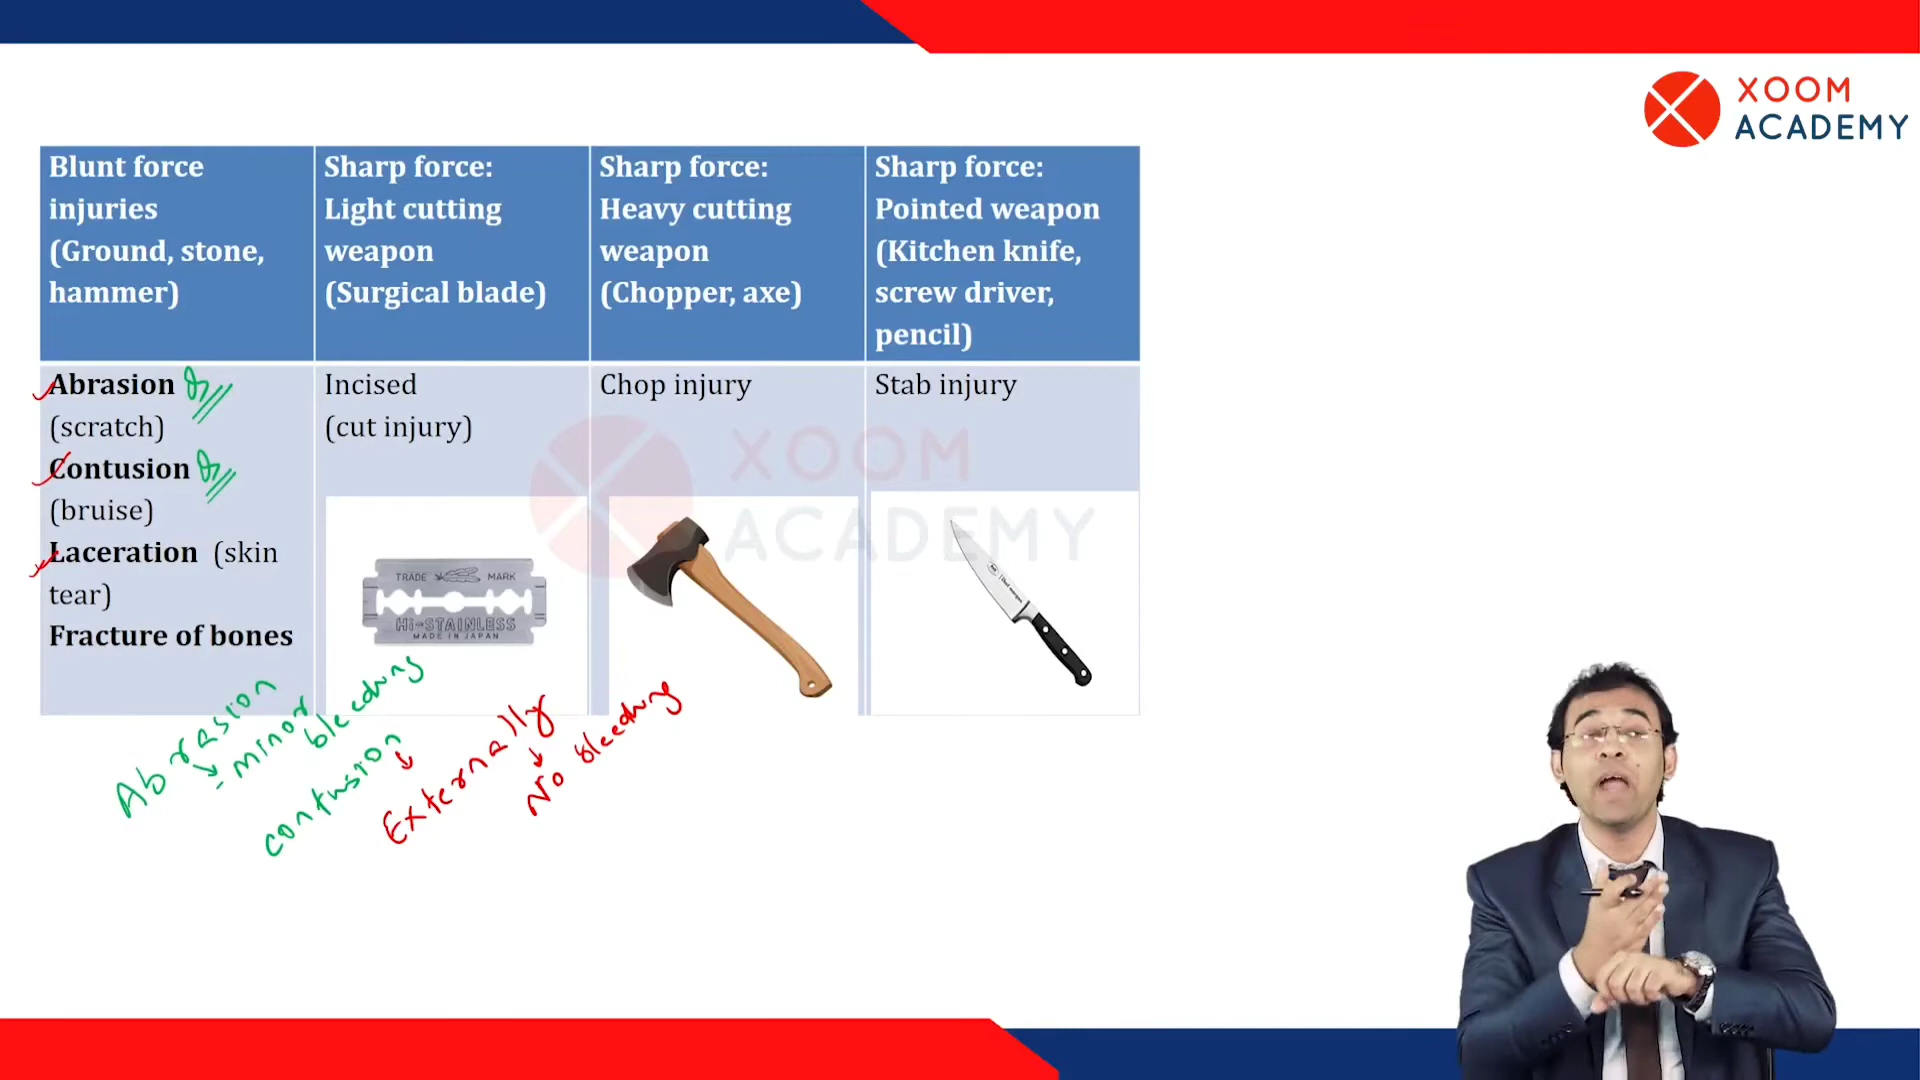 XOOM
ACADEMY
Blunt force
injuries
(Ground, stone,
hammer)
Sharp force:
Light cutting
weapon
(Surgical blade)
Sharp force:
Heavy cutting
weapon
(Chopper, axe)
Sharp force:
Pointed weapon
(Kitchen knife,
screw driver,
pencil)
Abrasion
(scratch)
Contusion
(bruise)
Laceration (skin
tear)
Fracture of bones
Incised
(cut injury)
Chop injury
Stab injury
XOOM
ACADEMY
TRADE MARK
HI-STAINLESS
MADE IN JAPAN
Abrasion
- minor
bleeding
contusion
Externally
No bleeding